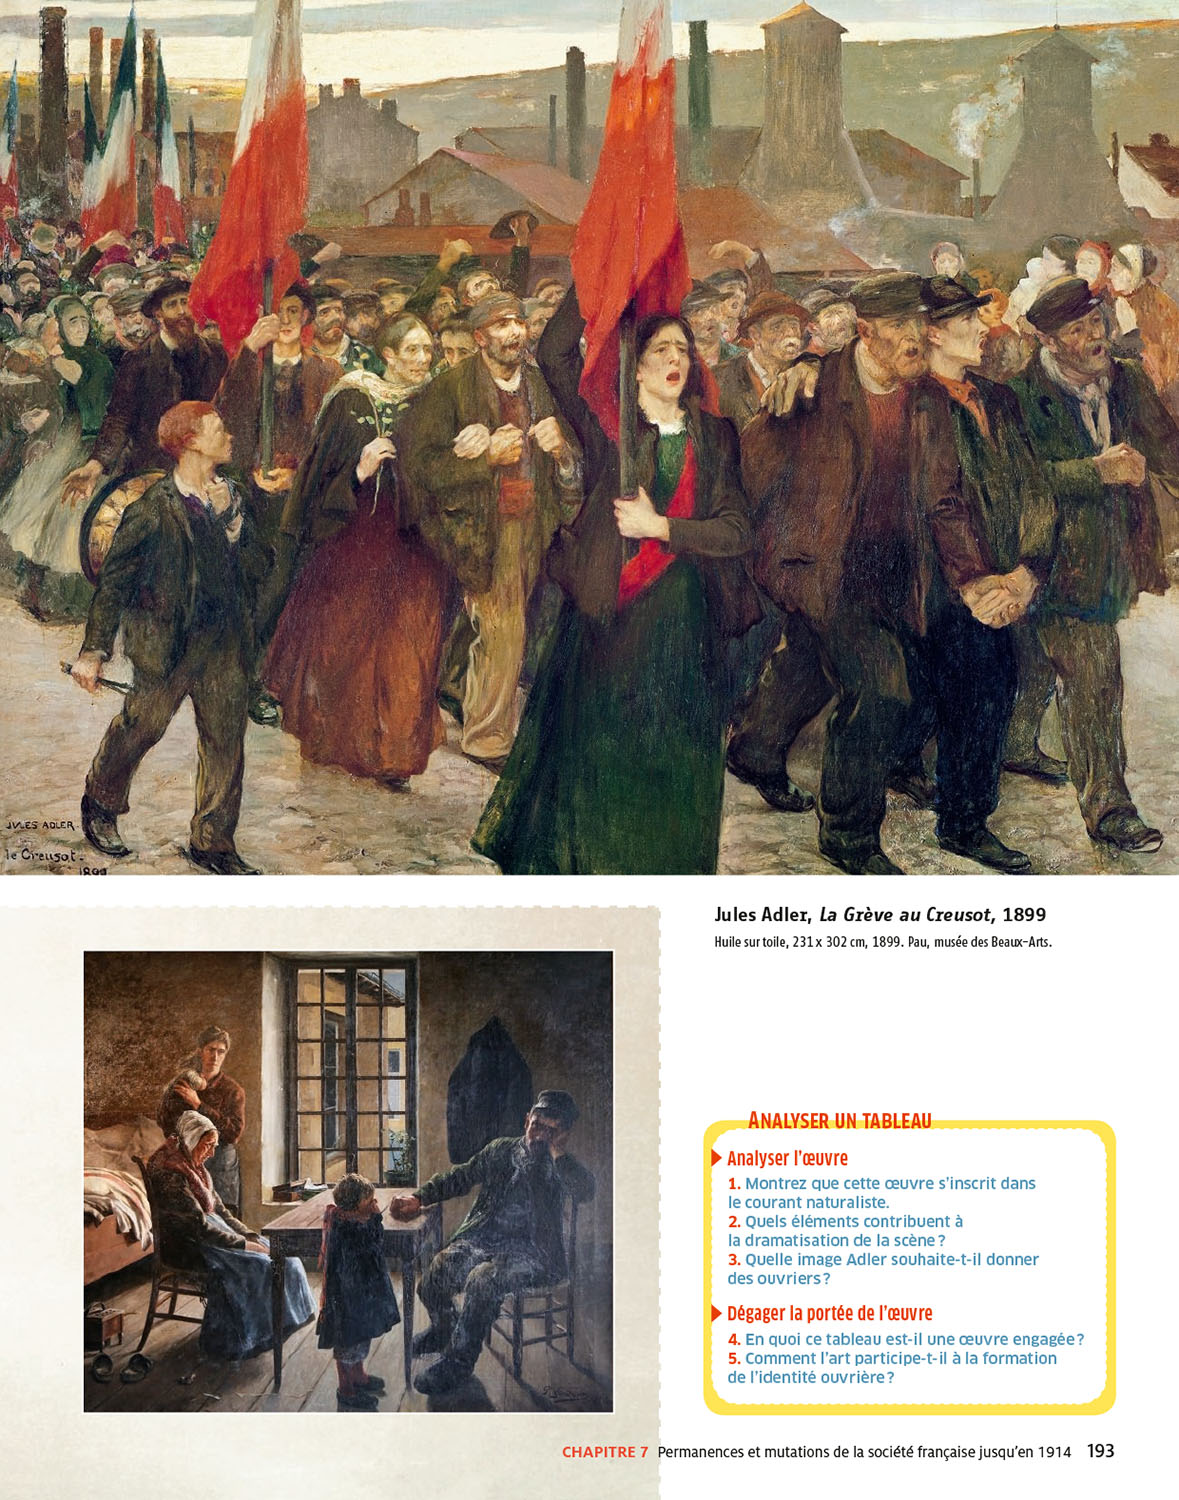 JULES ADLER
le Creusot.
1899
Jules Adler, La Grève au Creusot, 1899
Huile sur toile, 231 x 302 cm, 1899. Pau, musée des Beaux-Arts.
ANALYSER UN TABLEAU
Analyser l'œuvre
1. Montrez que cette œuvre s'inscrit dans
le courant naturaliste.
2. Quels éléments contribuent à
la dramatisation de la scène ?
3. Quelle image Adler souhaite-t-il donner
des ouvriers ?
Dégager la portée de l'œuvre
4. En quoi ce tableau est-il une œuvre engagée ?
5. Comment l'art participe-t-il à la formation
de l'identité ouvrière ?
CHAPITRE 7 Permanences et mutations de la société française jusqu'en 1914 193